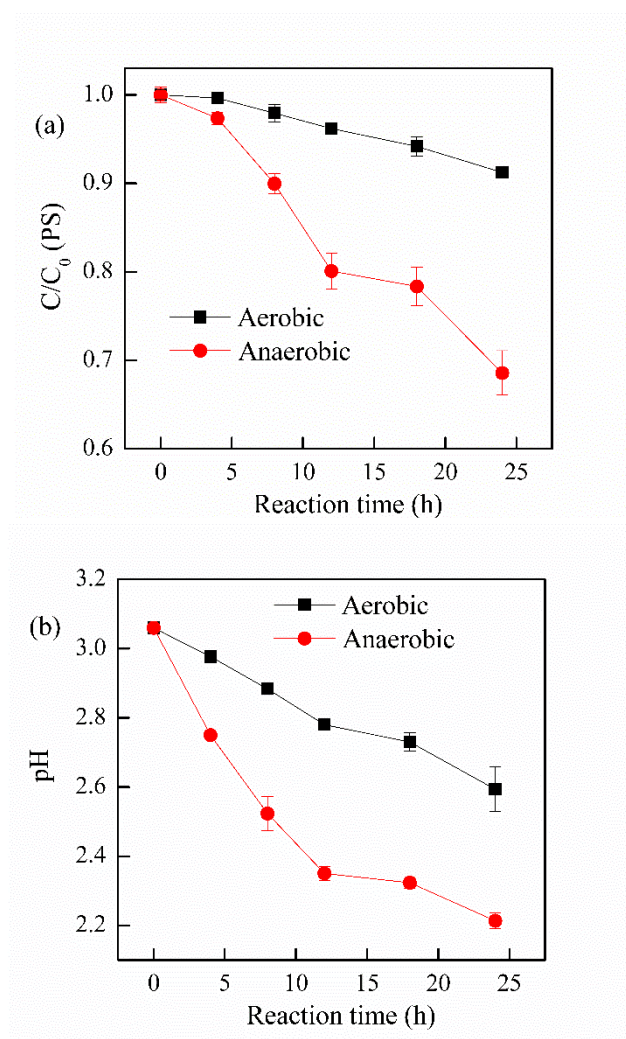 (a)
C/C₀ (PS)
1.0
0.9
0.8
0.7
0.6
Aerobic
Anaerobic
0 5 10 15 20 25
Reaction time (h)
(b)
pH
3.2
3.0
2.8
2.6
2.4
2.2
Aerobic
Anaerobic
0 5 10 15 20 25
Reaction time (h)